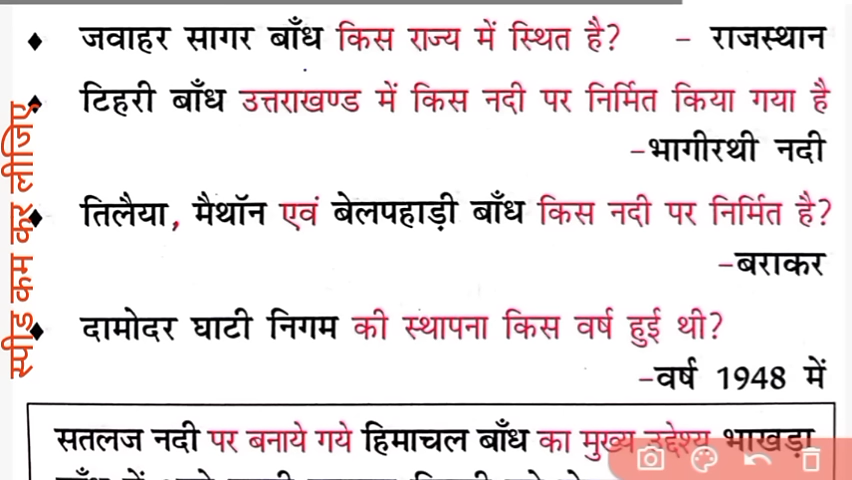 स्पीड कम कर लीजिए
♦ जवाहर सागर बाँध किस राज्य में स्थित है? – राजस्थान
♦ टिहरी बाँध उत्तराखण्ड में किस नदी पर निर्मित किया गया है
–भागीरथी नदी
♦ तिलैया, मैथॉन एवं बेलपहाड़ी बाँध किस नदी पर निर्मित है?
–बराकर
♦ दामोदर घाटी निगम की स्थापना किस वर्ष हुई थी?
–वर्ष 1948 में
सतलज नदी पर बनाये गये हिमाचल बाँध का मुख्य उद्देश्य भाखड़ा